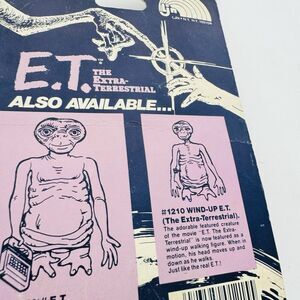 E.T.
THE
EXTRA-
TERRESTRIAL
ALSO AVAILABLE...
#1210 WIND-UP E.T.
(The Extra-Terrestrial).
The adorable featured creature
of the movie "E.T. The Extra-
Terrestrial" is now featured as a
wind-up walking figure. When in
motion, his head moves up and
down as he walks.
Just like the real E.T.!
E.T.